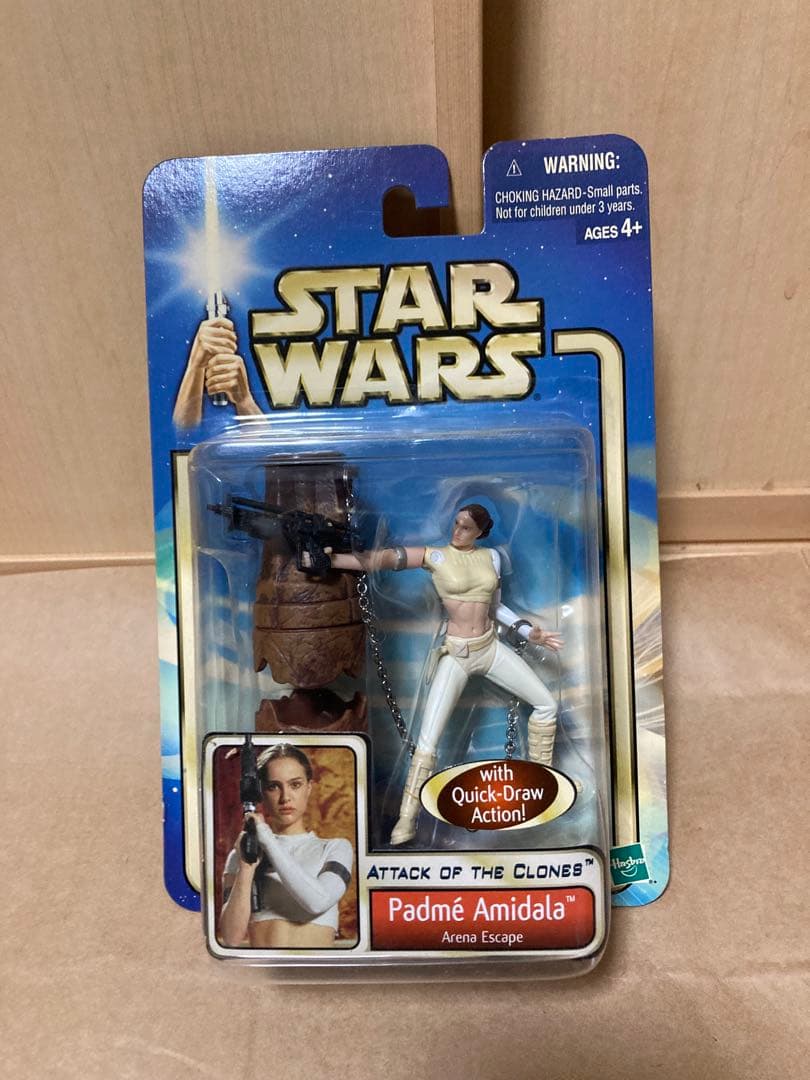 WARNING:
CHOKING HAZARD-Small parts.
Not for children under 3 years.
AGES 4+
STAR
WARS®
with
Quick-Draw
Action!
ATTACK OF THE CLONES™
Hasbro
Padmé Amidala™
Arena Escape